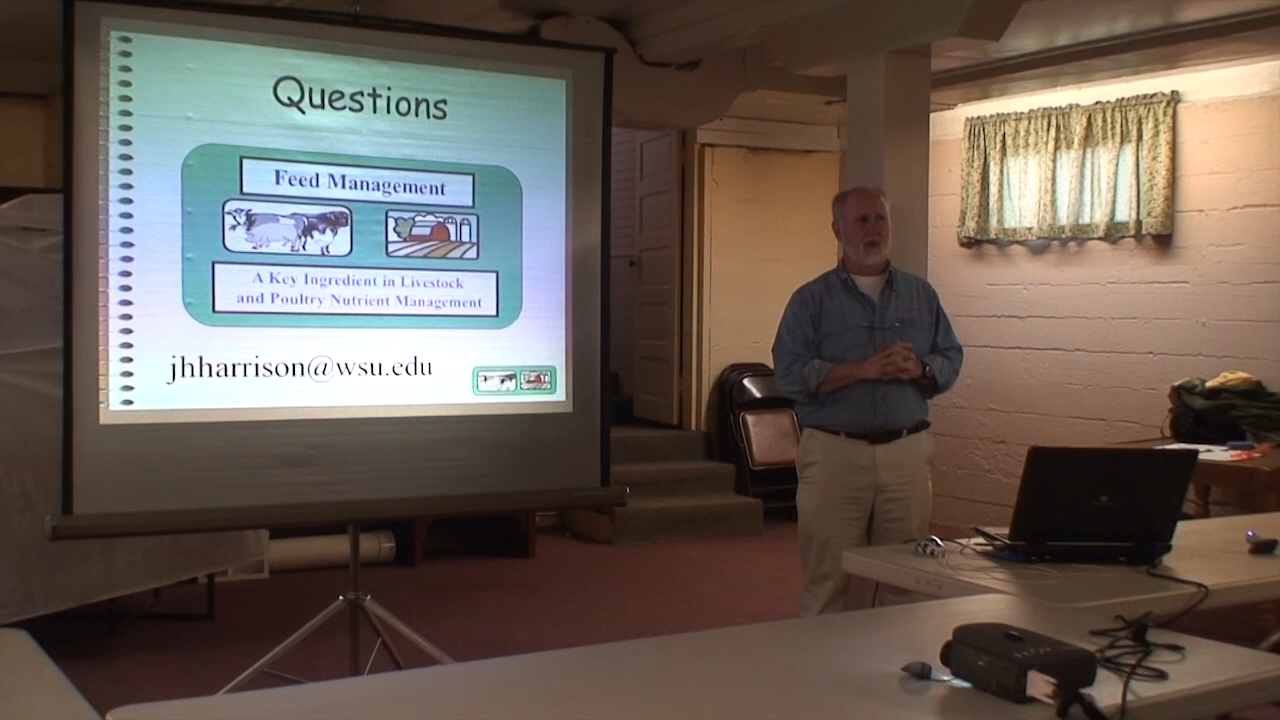 Questions
Feed Management
A Key Ingredient in Livestock
and Poultry Nutrient Management
jhharrison@wsu.edu